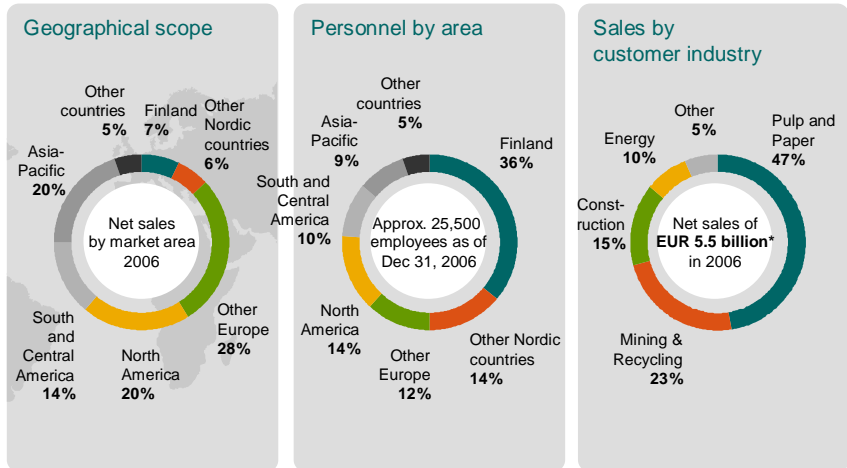 Geographical scope
Other
countries
5%
Finland
7%
Other
Nordic
countries
6%
Asia-
Pacific
20%
Net sales
by market area
2006
South
and
Central
America
14%
North
America
20%
Other
Europe
28%
Personnel by area
Other
countries
5%
Asia-
Pacific
9%
Finland
36%
South and
Central
America
10%
Approx. 25,500
employees as of
Dec 31, 2006
North
America
14%
Other
Europe
12%
Other Nordic
countries
14%
Sales by
customer industry
Other
5%
Pulp and
Paper
47%
Energy
10%
Const-
ruction
15%
Net sales of
EUR 5.5 billion*
in 2006
Mining &
Recycling
23%